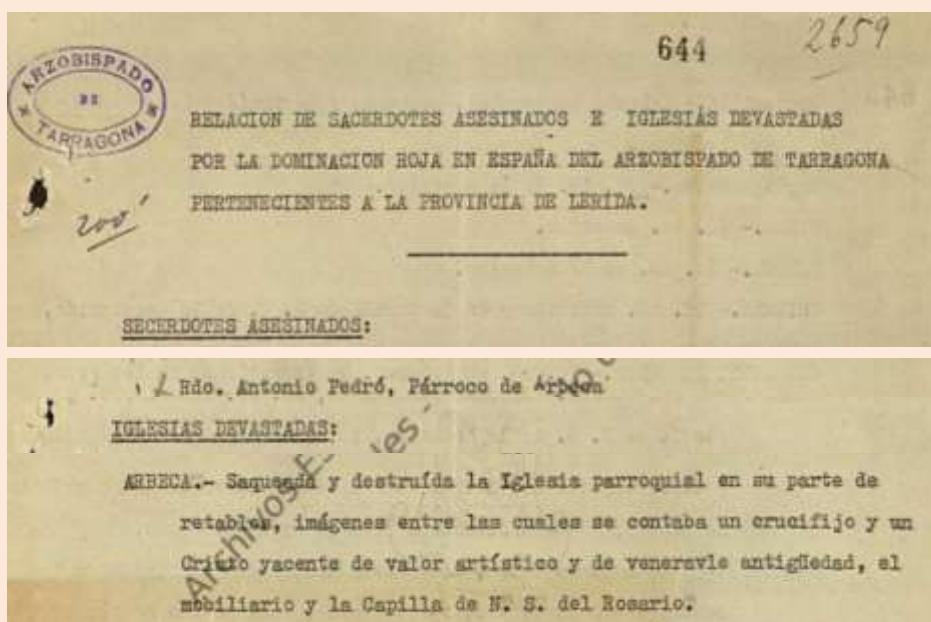 644
2659
ARZOBISPADO
DE
TARRAGONA
RELACION DE SACERDOTES ASESINADOS E IGLESIAS DEVASTADAS
POR LA DOMINACION ROJA EN ESPAÑA DEL ARZOBISPADO DE TARRAGONA
PERTENECIENTES A LA PROVINCIA DE LERIDA.
200
SECERDOTES ASESINADOS:
Rdo. Antonio Pedró, Párroco de Arbeca
IGLESIAS DEVASTADAS:
ARBECA.- Saqueada y destruída la Iglesia parroquial en su parte de
retablos, imágenes entre las cuales se contaba un crucifijo y un
Cristo yacente de valor artístico y de veneravle antigüedad, el
mobiliario y la Capilla de N. S. del Rosario.